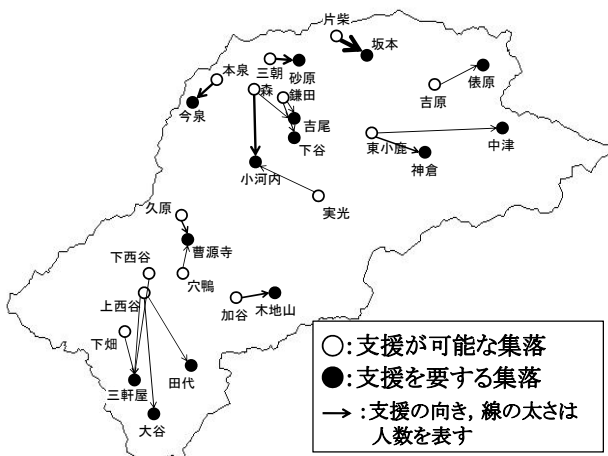 片柴
坂本
三朝
砂原
本泉
今泉
森
鎌田
吉尾
下谷
俵原
吉原
東小鹿
中津
神倉
小河内
実光
久原
曹源寺
穴鴨
下西谷
上西谷
加谷
木地山
下畑
三軒屋
田代
大谷
○:支援が可能な集落
●:支援を要する集落
→:支援の向き,線の太さは
人数を表す